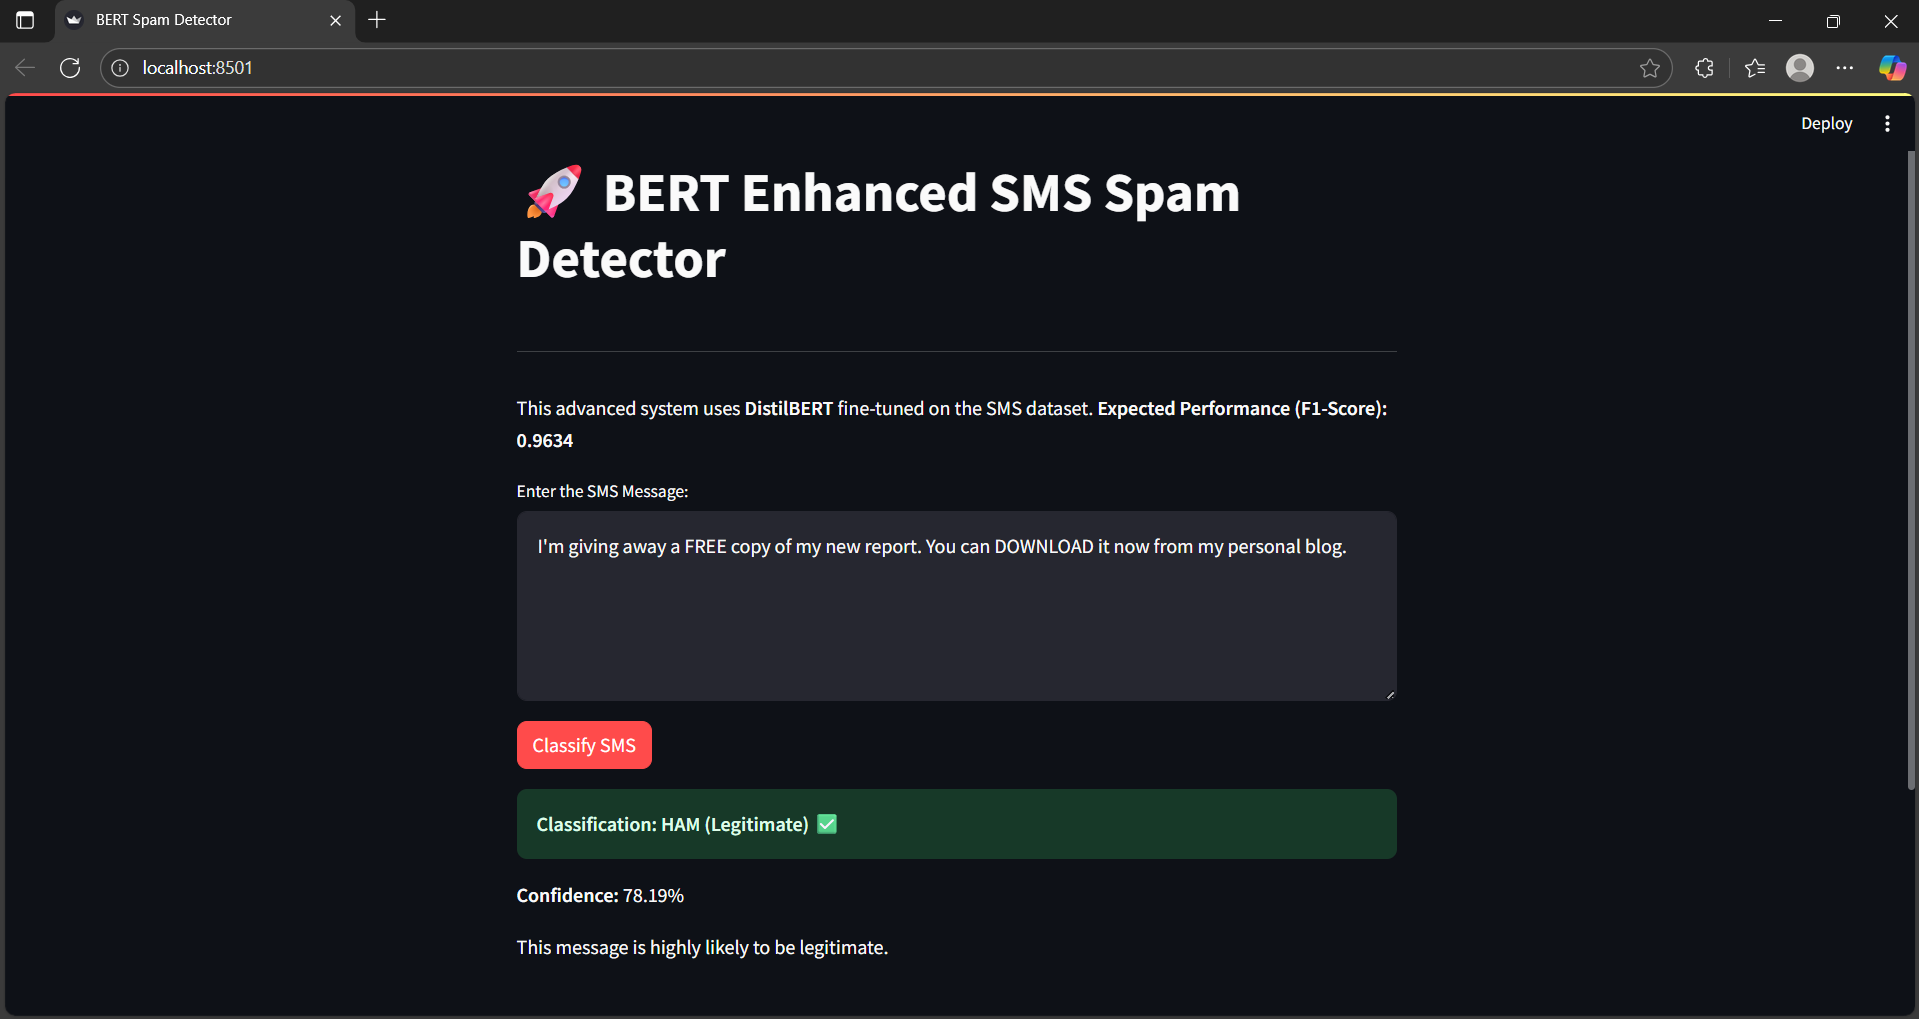 BERT Spam Detector
localhost:8501
Deploy
🚀 BERT Enhanced SMS Spam
Detector
This advanced system uses DistilBERT fine-tuned on the SMS dataset. Expected Performance (F1-Score):
0.9634
Enter the SMS Message:
I'm giving away a FREE copy of my new report. You can DOWNLOAD it now from my personal blog.
Classify SMS
Classification: HAM (Legitimate) ✅
Confidence: 78.19%
This message is highly likely to be legitimate.